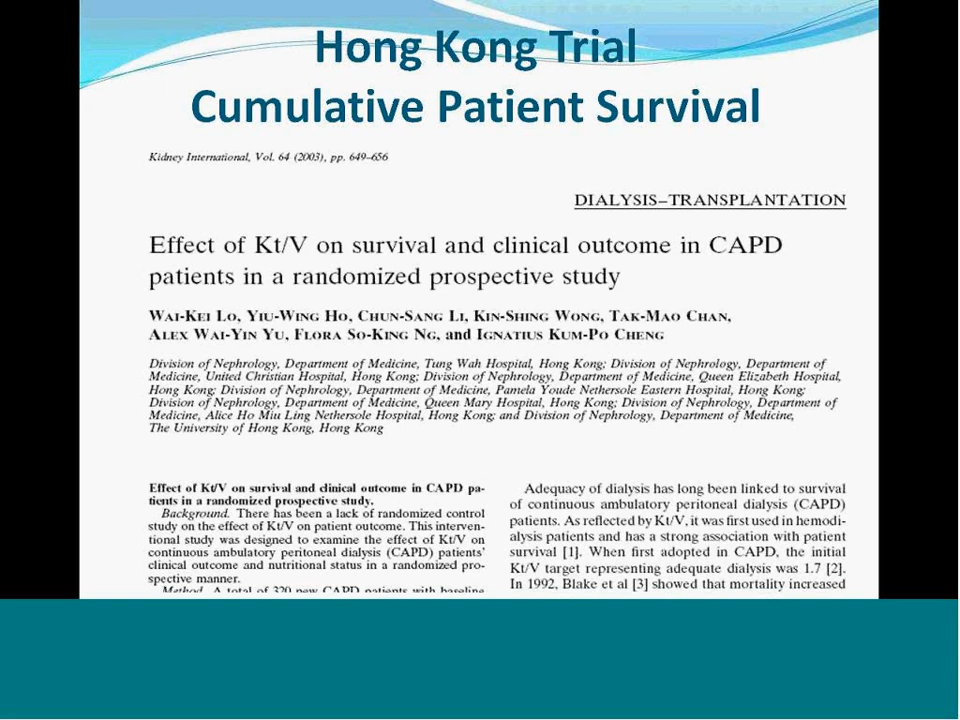 Hong Kong Trial
Cumulative Patient Survival
Kidney International, Vol. 64 (2003), pp. 649–656
DIALYSIS–TRANSPLANTATION
Effect of Kt/V on survival and clinical outcome in CAPD
patients in a randomized prospective study
WAI-KEI LO, YIU-WING HO, CHUN-SANG LI, KIN-SHING WONG, TAK-MAO CHAN,
ALEX WAI-YIN YU, FLORA SO-KING NG, and IGNATIUS KUM-PO CHENG
Division of Nephrology, Department of Medicine, Tung Wah Hospital, Hong Kong; Division of Nephrology, Department of
Medicine, United Christian Hospital, Hong Kong; Division of Nephrology, Department of Medicine, Queen Elizabeth Hospital,
Hong Kong; Division of Nephrology, Department of Medicine, Pamela Youde Nethersole Eastern Hospital, Hong Kong;
Division of Nephrology, Department of Medicine, Queen Mary Hospital, Hong Kong; Division of Nephrology, Department of
Medicine, Alice Ho Miu Ling Nethersole Hospital, Hong Kong; and Division of Nephrology, Department of Medicine,
The University of Hong Kong, Hong Kong
Effect of Kt/V on survival and clinical outcome in CAPD pa-
tients in a randomized prospective study.
Background. There has been a lack of randomized control
study on the effect of Kt/V on patient outcome. This interven-
tional study was designed to examine the effect of Kt/V on
continuous ambulatory peritoneal dialysis (CAPD) patients'
clinical outcome and nutritional status in a randomized pro-
spective manner.
Method. A total of 320 new CAPD patients with baseline
Adequacy of dialysis has long been linked to survival
of continuous ambulatory peritoneal dialysis (CAPD)
patients. As reflected by Kt/V, it was first used in hemodi-
alysis patients and has a strong association with patient
survival [1]. When first adopted in CAPD, the initial
Kt/V target representing adequate dialysis was 1.7 [2].
In 1992, Blake et al [3] showed that mortality increased